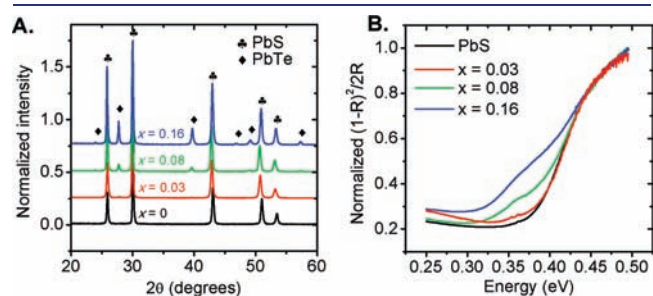 A.
♣ PbS
♦ PbTe
x = 0.16
x = 0.08
x = 0.03
x = 0
Normalized intensity
1.5
1.0
0.5
0.0
20 30 40 50 60
2θ (degrees)
B.
PbS
x = 0.03
x = 0.08
x = 0.16
Normalized (1-R)²/2R
1.0
0.8
0.6
0.4
0.2
0.25 0.30 0.35 0.40 0.45 0.50
Energy (eV)